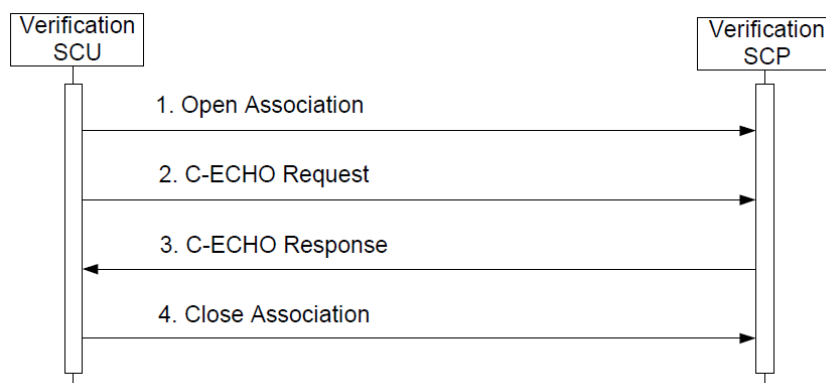 Verification
SCU
Verification
SCP
1. Open Association
2. C-ECHO Request
3. C-ECHO Response
4. Close Association